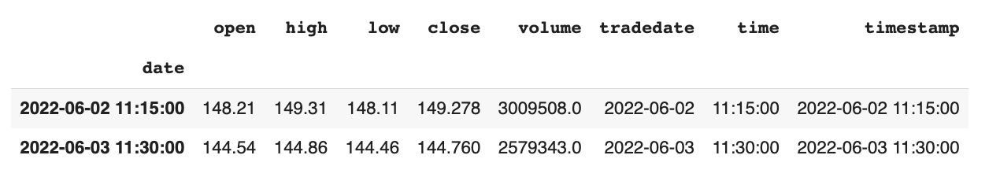 open high low close volume tradedate time timestamp
date
2022-06-02 11:15:00 148.21 149.31 148.11 149.278 3009508.0 2022-06-02 11:15:00 2022-06-02 11:15:00
2022-06-03 11:30:00 144.54 144.86 144.46 144.760 2579343.0 2022-06-03 11:30:00 2022-06-03 11:30:00